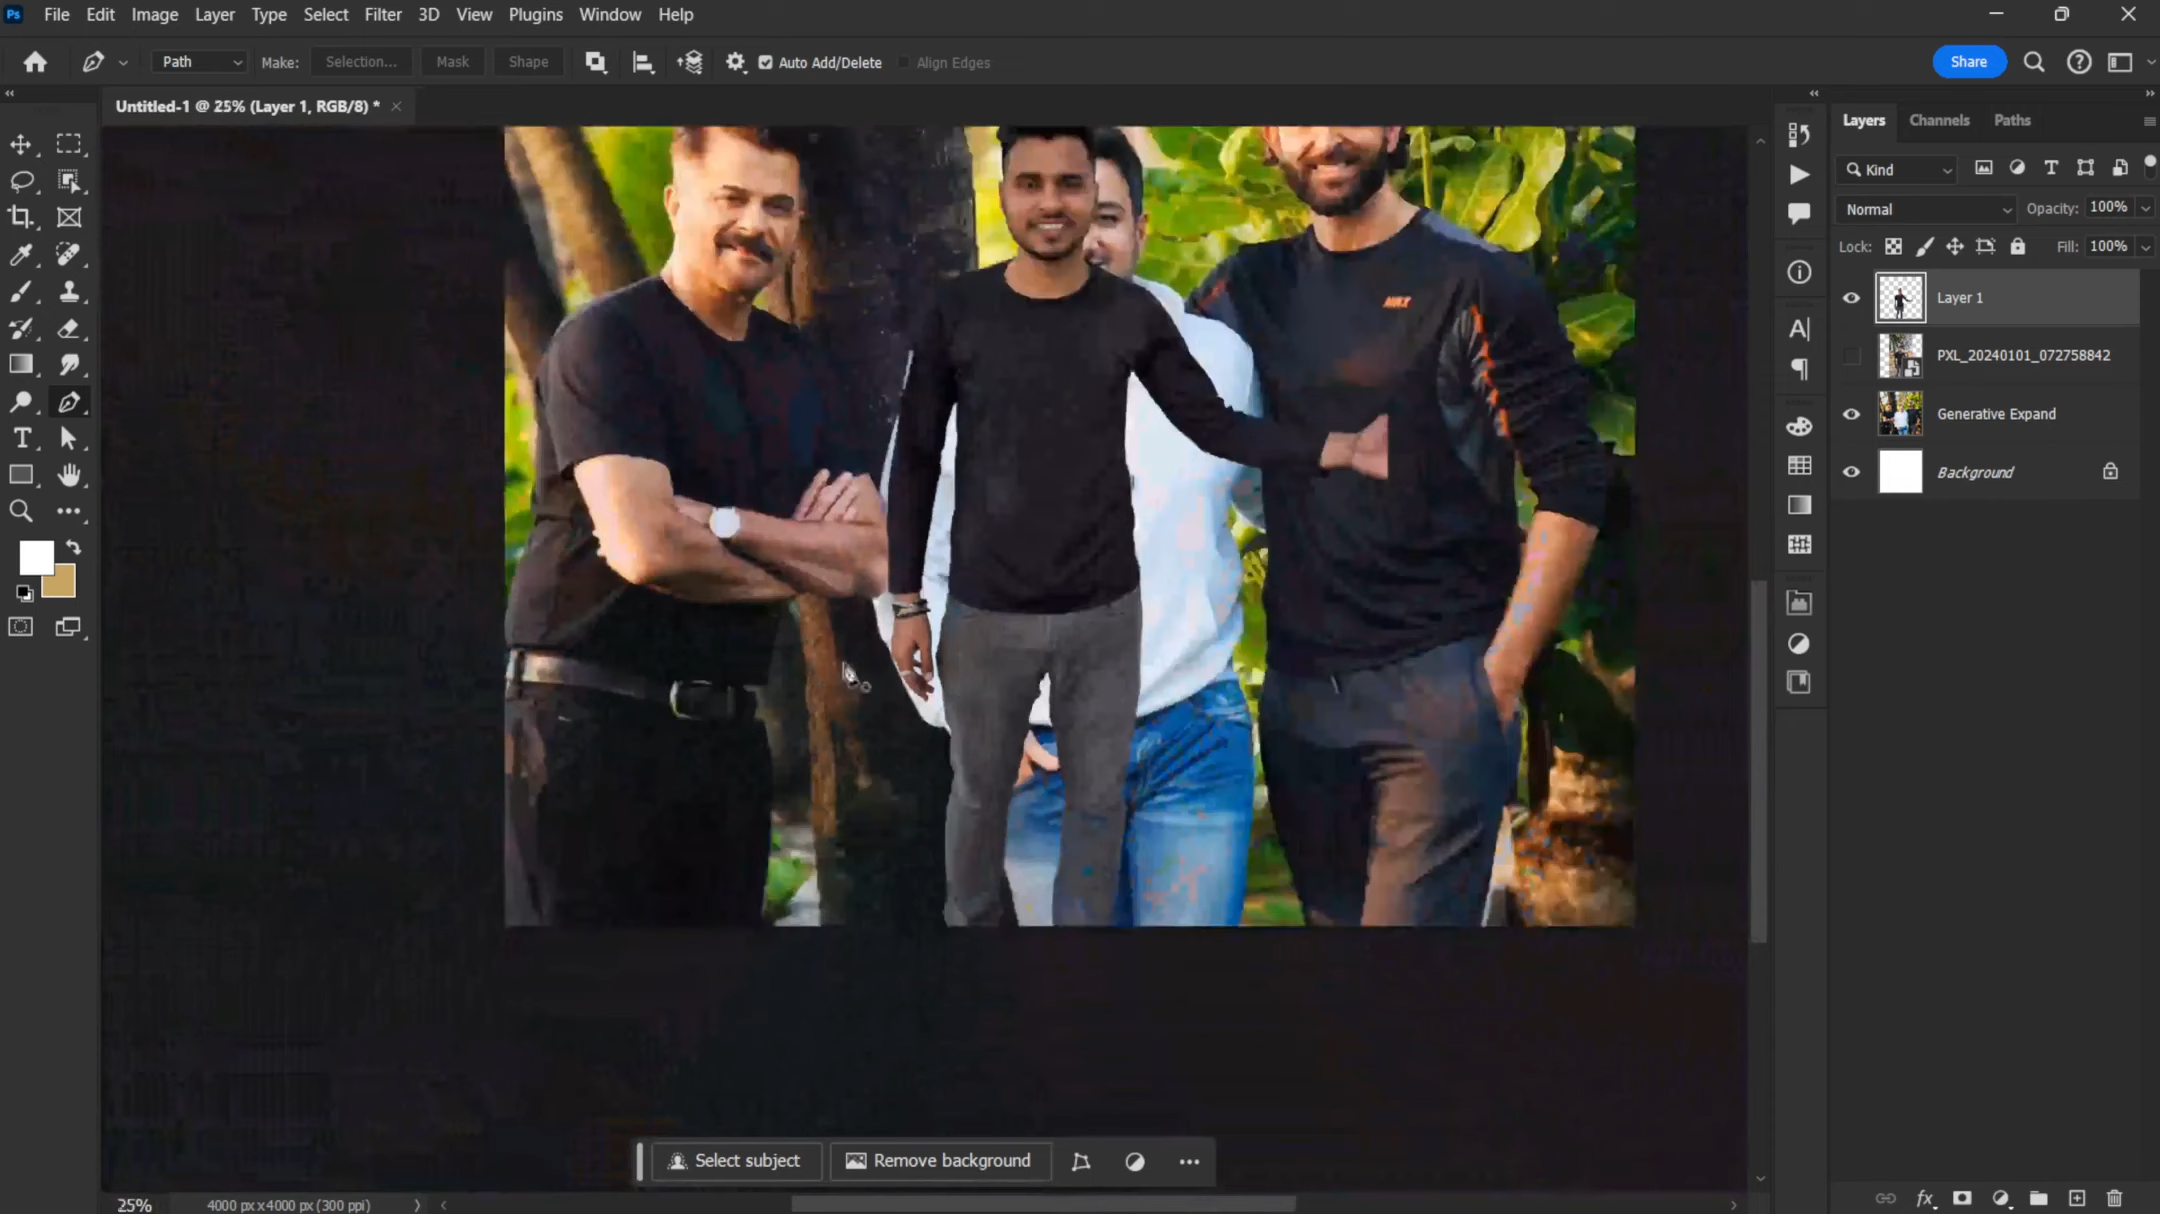 Ps File Edit Image Layer Type Select Filter 3D View Plugins Window Help
Path Make: Selection... Mask Shape Auto Add/Delete Align Edges Share
Untitled-1 @ 25% (Layer 1, RGB/8) *
Layers Channels Paths
Kind
Normal Opacity: 100%
Lock: Fill: 100%
Layer 1
PXL_20240101_072758842
Generative Expand
Background
Select subject Remove background
25% 4000 px x 4000 px (300 ppi)